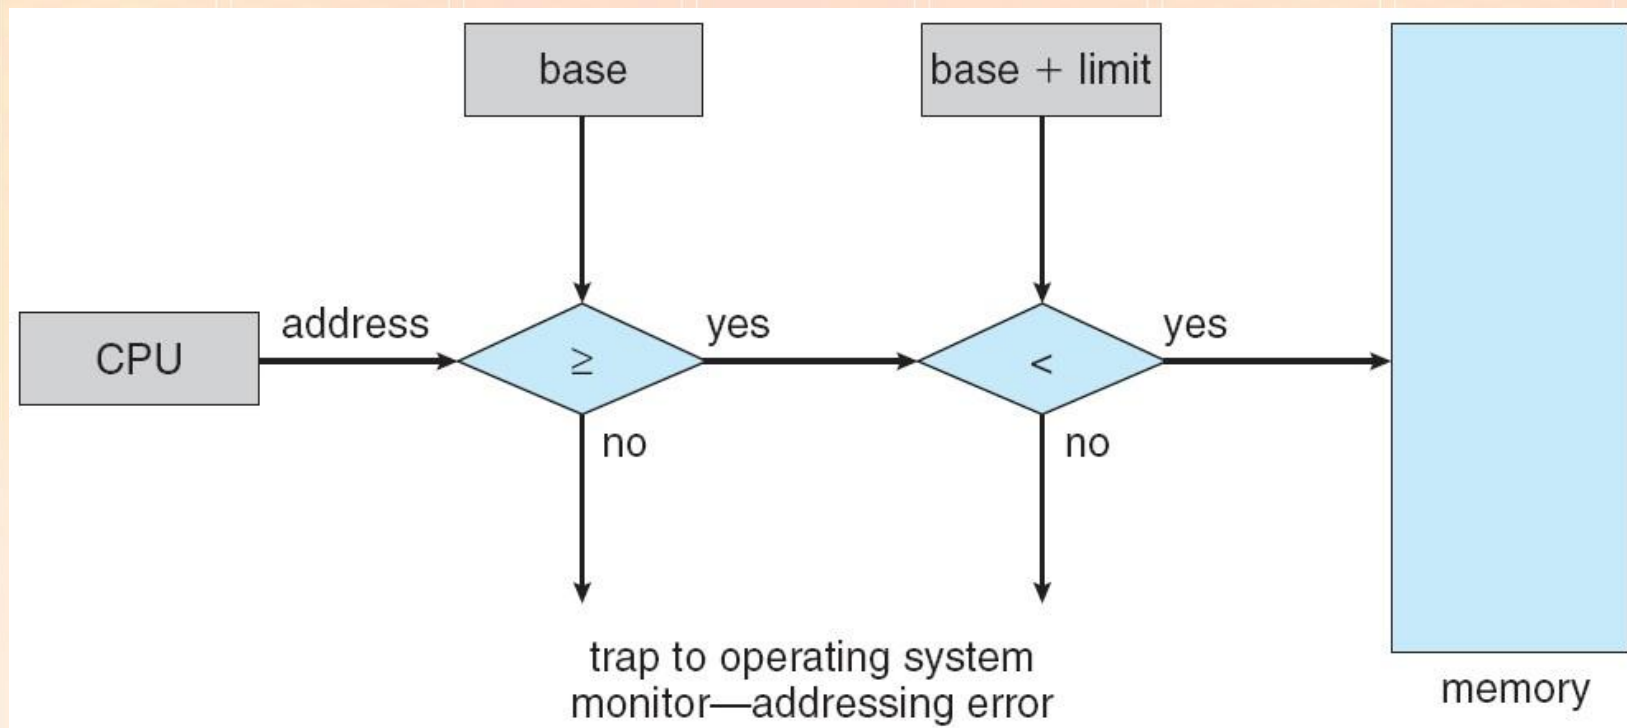 base
base + limit
address
yes
yes
CPU
≥
<
no
no
trap to operating system
monitor—addressing error
memory